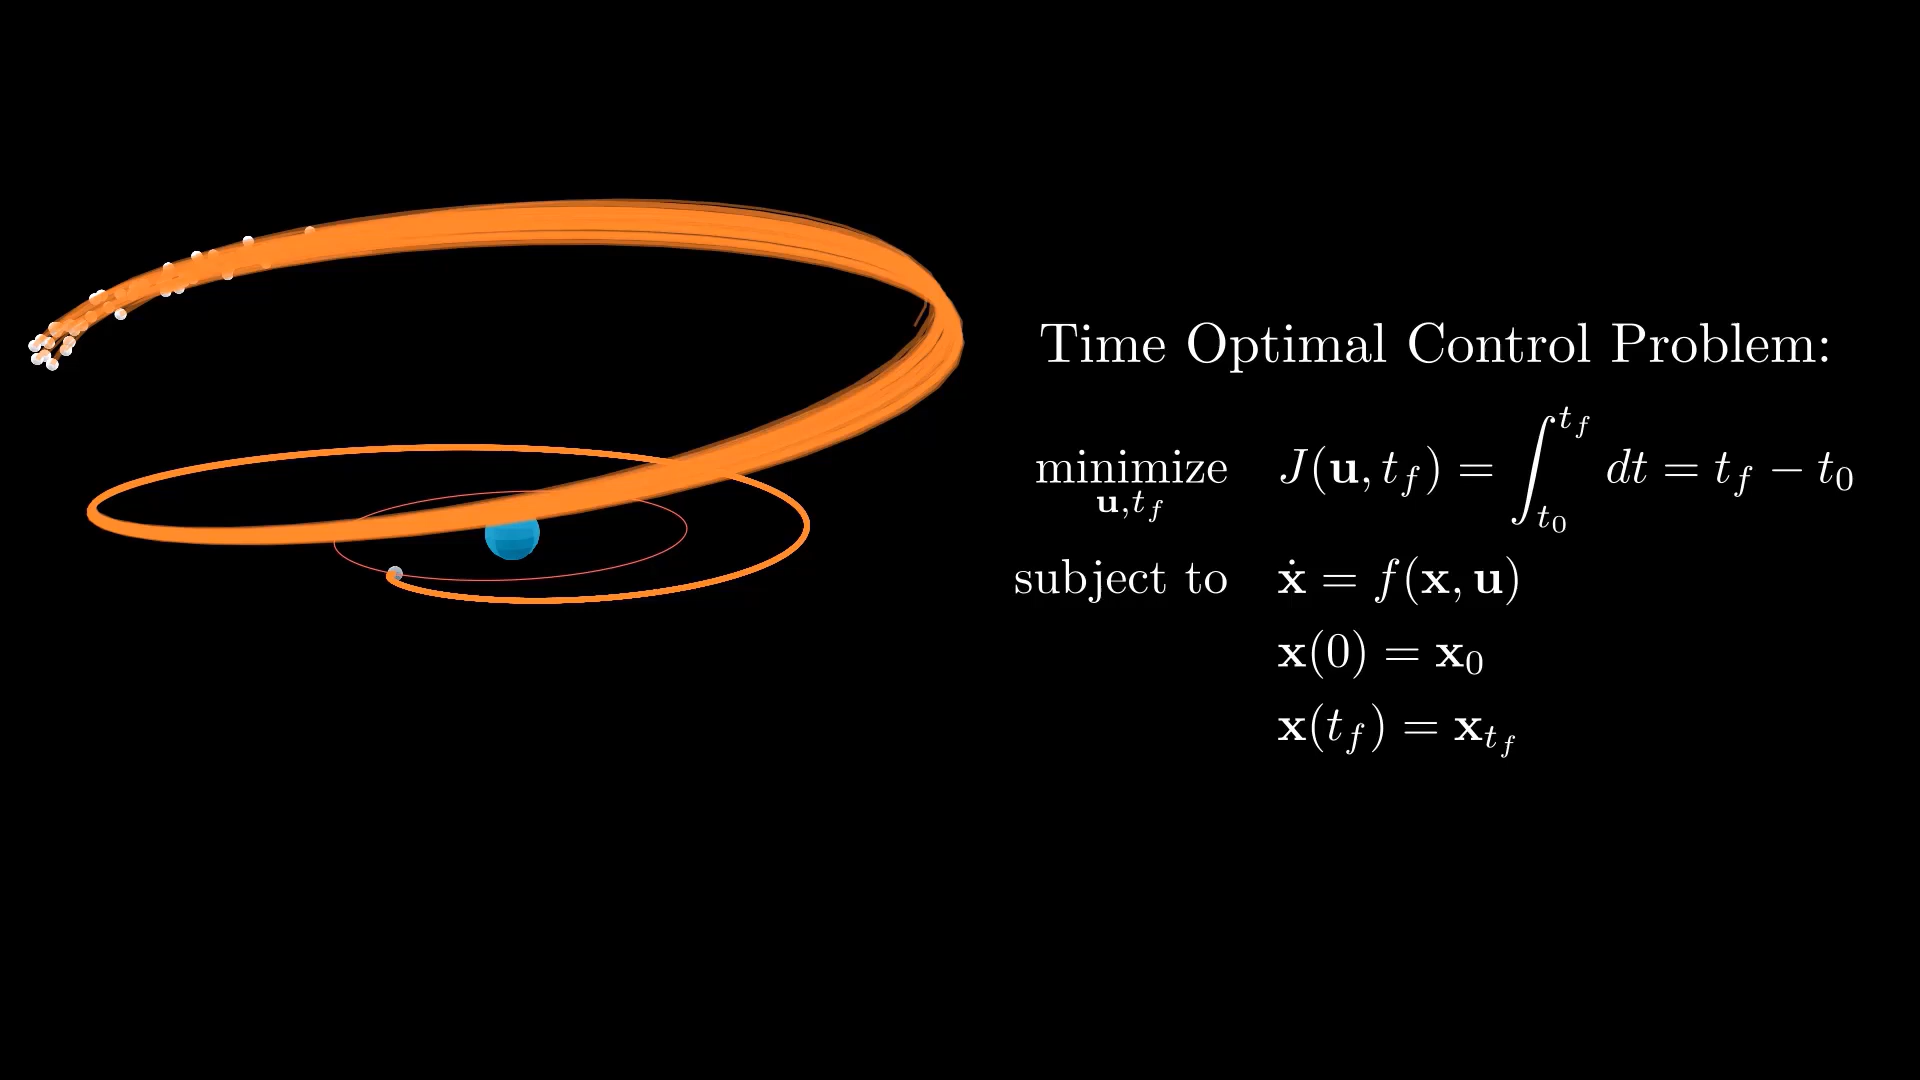 Time Optimal Control Problem:
minimize J(𝐮, t_f) = ∫_{t_0}^{t_f} dt = t_f − t_0
𝐮,t_f
subject to 𝐱̇ = f(𝐱, 𝐮)
𝐱(0) = 𝐱_0
𝐱(t_f) = 𝐱_{t_f}